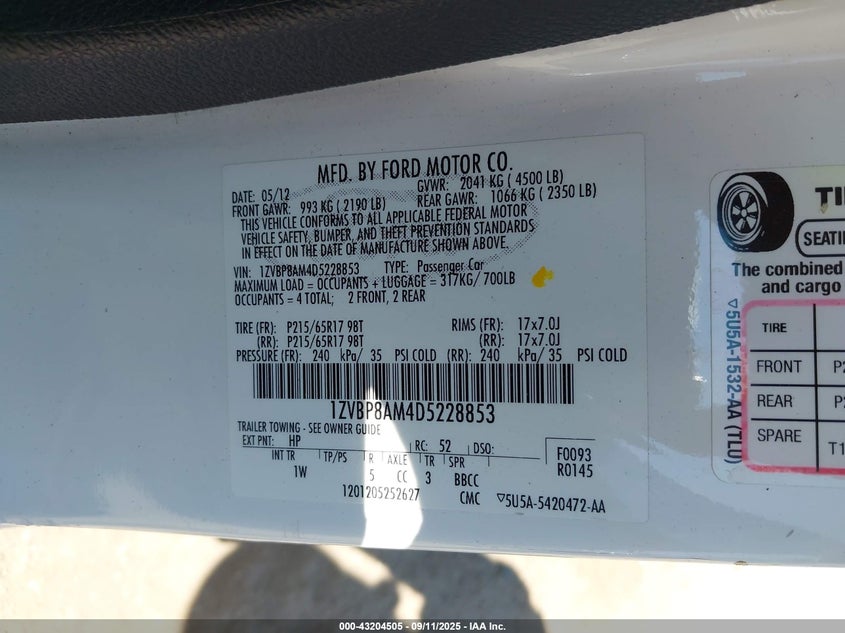 MFD. BY FORD MOTOR CO.
DATE: 05/12 GVWR: 2041 KG ( 4500 LB)
FRONT GAWR: 993 KG ( 2190 LB) REAR GAWR: 1066 KG ( 2350 LB)
THIS VEHICLE CONFORMS TO ALL APPLICABLE FEDERAL MOTOR
VEHICLE SAFETY, BUMPER, AND THEFT PREVENTION STANDARDS
IN EFFECT ON THE DATE OF MANUFACTURE SHOWN ABOVE.
VIN: 1ZVBP8AM4D5228853 TYPE: Passenger Car
MAXIMUM LOAD = OCCUPANTS + LUGGAGE = 317KG/ 700LB
OCCUPANTS = 4 TOTAL; 2 FRONT, 2 REAR
TIRE (FR): P215/65R17 98T RIMS (FR): 17x7.0J
(RR): P215/65R17 98T (RR): 17x7.0J
PRESSURE (FR): 240 kPa/ 35 PSI COLD (RR): 240 kPa/ 35 PSI COLD
1ZVBP8AM4D5228853
TRAILER TOWING - SEE OWNER GUIDE
EXT PNT: HP RC: 52 DSO: F0093
INT TR TP/PS R AXLE TR SPR R0145
1W 5 CC 3 BBCC
1201205252627 CMC ▽5U5A-5420472-AA
TI
SEATI
The combined
and cargo
TIRE
FRONT P2
REAR P2
SPARE T1
▽5U5A-1532-AA (TLU)
000-43204505 - 09/11/2025 - IAA Inc.